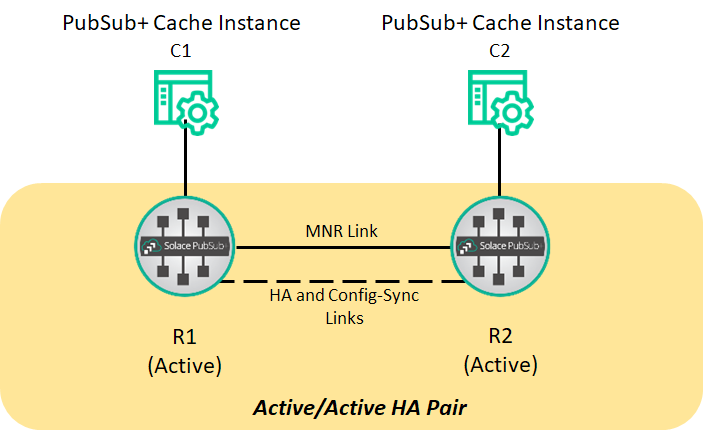 PubSub+ Cache Instance
C1
PubSub+ Cache Instance
C2
MNR Link
Solace PubSub
Solace PubSub
HA and Config-Sync
Links
R1
(Active)
R2
(Active)
Active/Active HA Pair